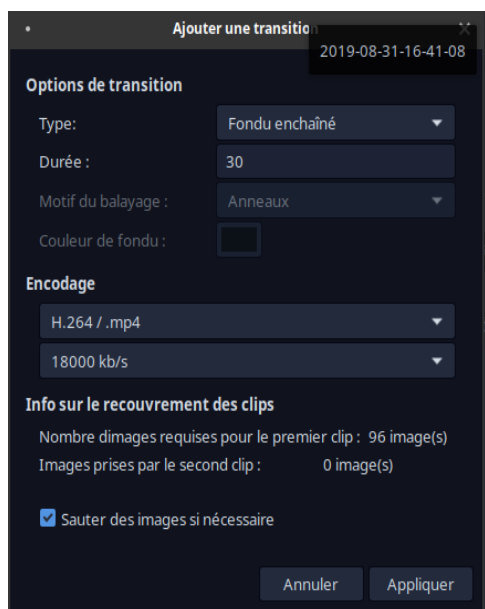 Ajouter une transition
2019-08-31-16-41-08
Options de transition
Type: Fondu enchaîné
Durée : 30
Motif du balayage : Anneaux
Couleur de fondu :
Encodage
H.264 / .mp4
18000 kb/s
Info sur le recouvrement des clips
Nombre dimages requises pour le premier clip : 96 image(s)
Images prises par le second clip : 0 image(s)
Sauter des images si nécessaire
Annuler Appliquer